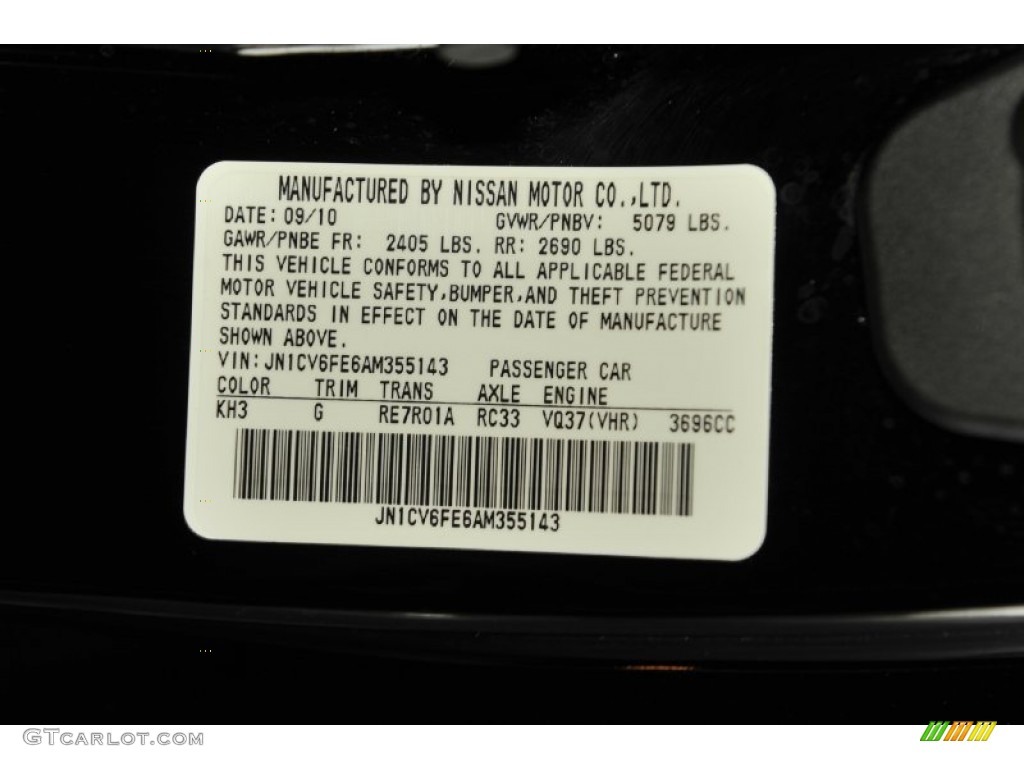 MANUFACTURED BY NISSAN MOTOR CO.,LTD.
DATE: 09/10 GVWR/PNBV: 5079 LBS.
GAWR/PNBE FR: 2405 LBS. RR: 2690 LBS.
THIS VEHICLE CONFORMS TO ALL APPLICABLE FEDERAL
MOTOR VEHICLE SAFETY,BUMPER,AND THEFT PREVENTION
STANDARDS IN EFFECT ON THE DATE OF MANUFACTURE
SHOWN ABOVE.
VIN:JN1CV6FE6AM355143 PASSENGER CAR
COLOR TRIM TRANS AXLE ENGINE
KH3 G RE7R01A RC33 VQ37(VHR) 3696CC
JN1CV6FE6AM355143
GTCarlot.com